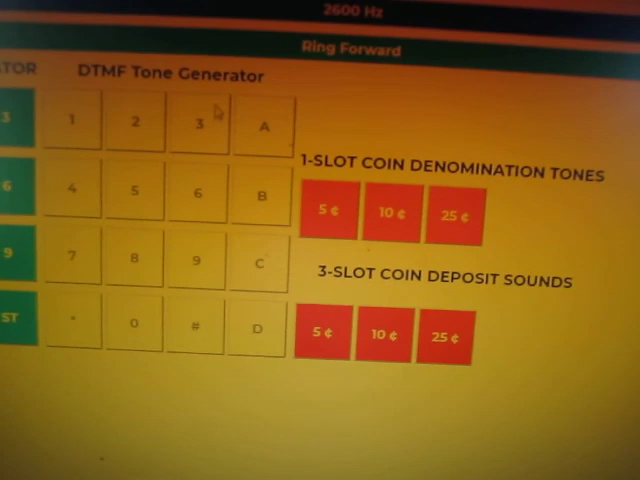 2600 Hz
Ring Forward
ATOR DTMF Tone Generator
3 1 2 3 A
1-SLOT COIN DENOMINATION TONES
6 4 5 6 B 5 ¢ 10 ¢ 25 ¢
9 7 8 9 C
3-SLOT COIN DEPOSIT SOUNDS
ST * 0 # D 5 ¢ 10 ¢ 25 ¢